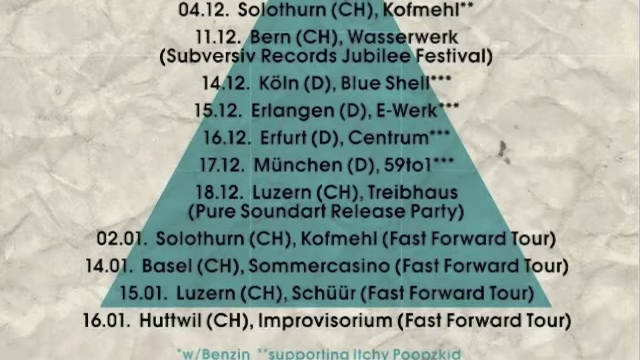 04.12. Solothurn (CH), Kofmehl**
11.12. Bern (CH), Wasserwerk
(Subversiv Records Jubilee Festival)
14.12. Köln (D), Blue Shell***
15.12. Erlangen (D), E-Werk***
16.12. Erfurt (D), Centrum***
17.12. München (D), 59to1***
18.12. Luzern (CH), Treibhaus
(Pure Soundart Release Party)
02.01. Solothurn (CH), Kofmehl (Fast Forward Tour)
14.01. Basel (CH), Sommercasino (Fast Forward Tour)
15.01. Luzern (CH), Schüür (Fast Forward Tour)
16.01. Huttwil (CH), Improvisorium (Fast Forward Tour)
*w/Benzin **supporting Itchy Poopzkid